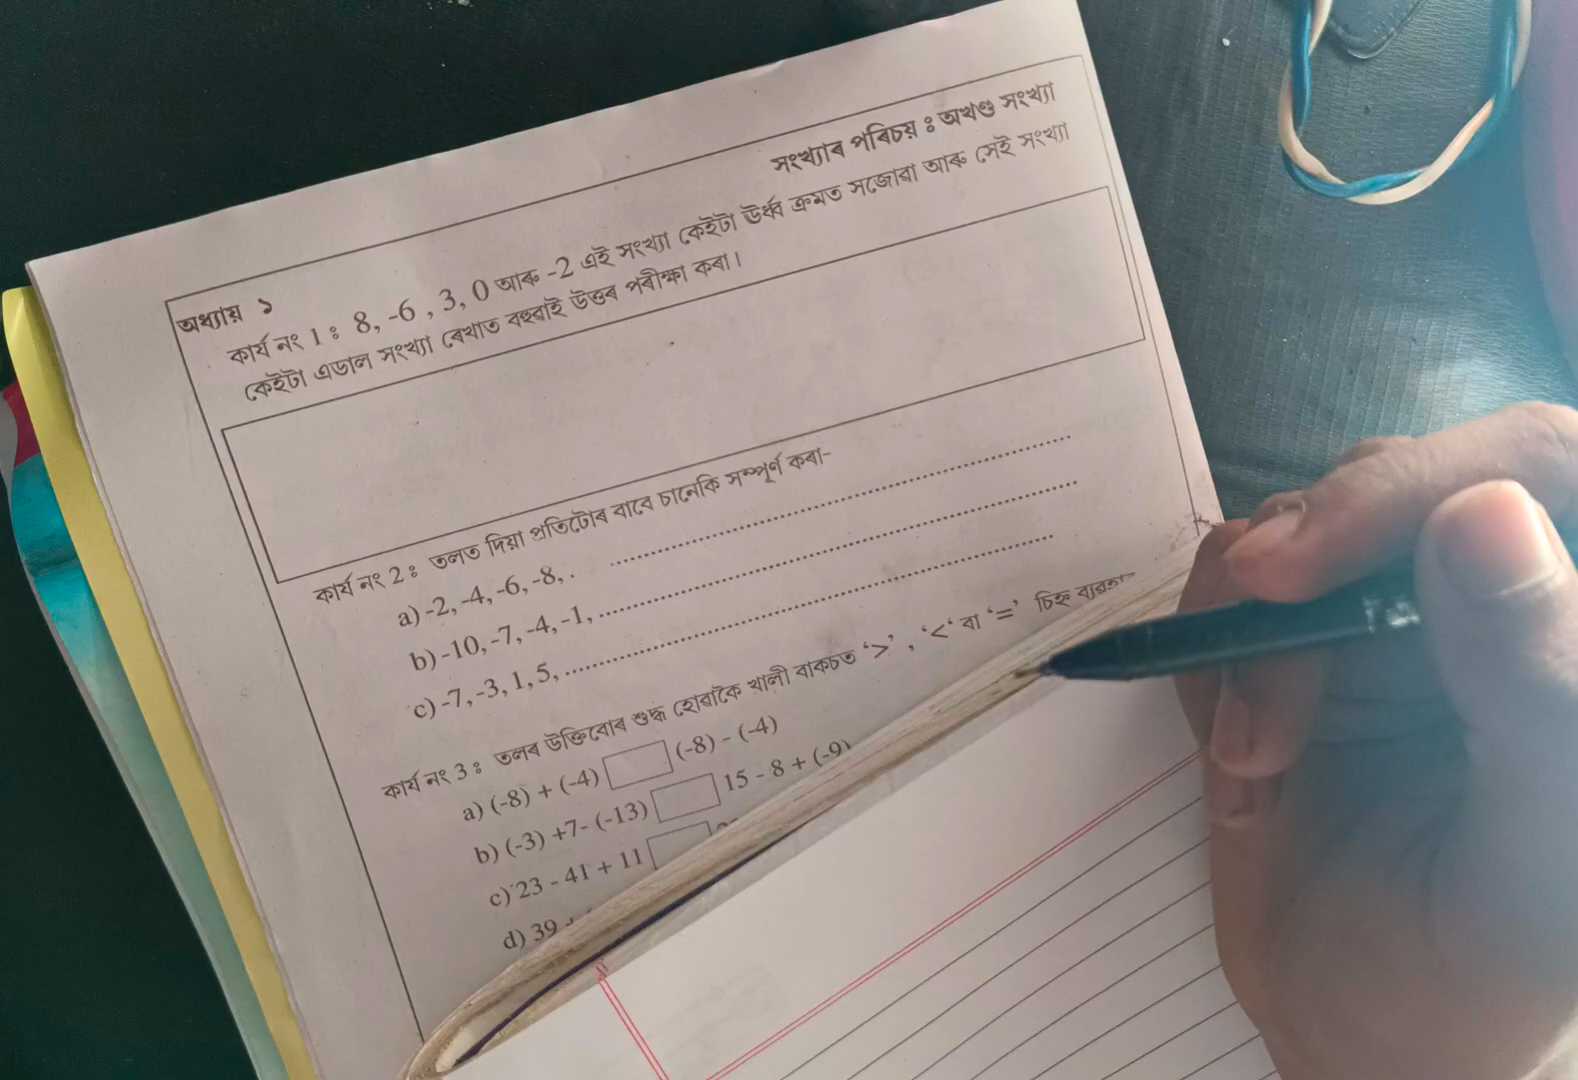 সংখ্যাৰ পৰিচয় ঃ অখণ্ড সংখ্যা
অধ্যায় ১
কাৰ্য নং 1 ঃ 8, -6 , 3, 0 আৰু -2 এই সংখ্যা কেইটা ঊৰ্ধ্ব ক্ৰমত সজোৱা আৰু সেই সংখ্যা
কেইটা এডাল সংখ্যা ৰেখাত বহুৱাই উত্তৰ পৰীক্ষা কৰা।
কাৰ্য নং 2 ঃ তলত দিয়া প্ৰতিটোৰ বাবে চানেকি সম্পূৰ্ণ কৰা-
a) -2, -4, -6, -8, . ..............................
b) -10, -7, -4, -1, ..............................
c) -7, -3, 1, 5, ..............................
কাৰ্য নং 3 ঃ তলৰ উক্তিবোৰ শুদ্ধ হোৱাকৈ খালী বাকচত ‘>’ , ‘<‘ বা ‘=’ চিহ্ন
a) (-8) + (-4) (-8) - (-4)
b) (-3) +7- (-13) 15 - 8 + (-9)
c) 23 - 41 + 11
d) 39